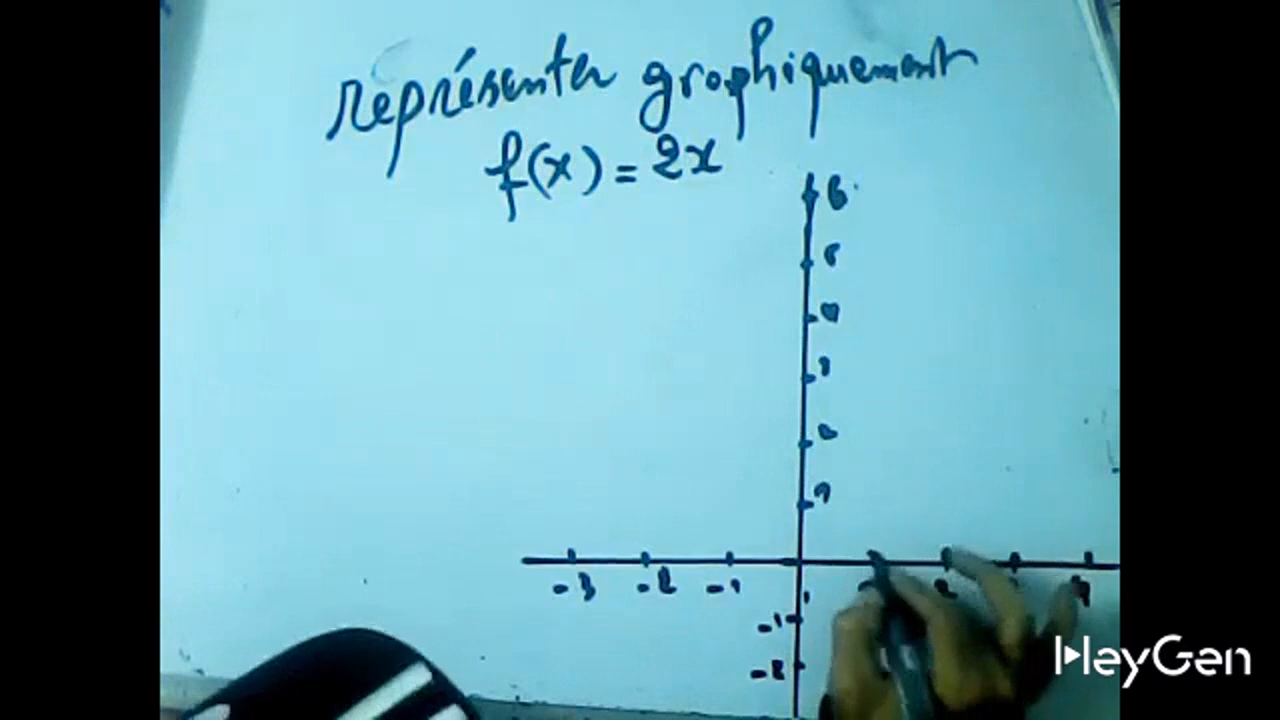 représenter graphiquement
f(x) = 2x
6
5
4
3
2
1
-3 -2 -1
-1
-2
HeyGen